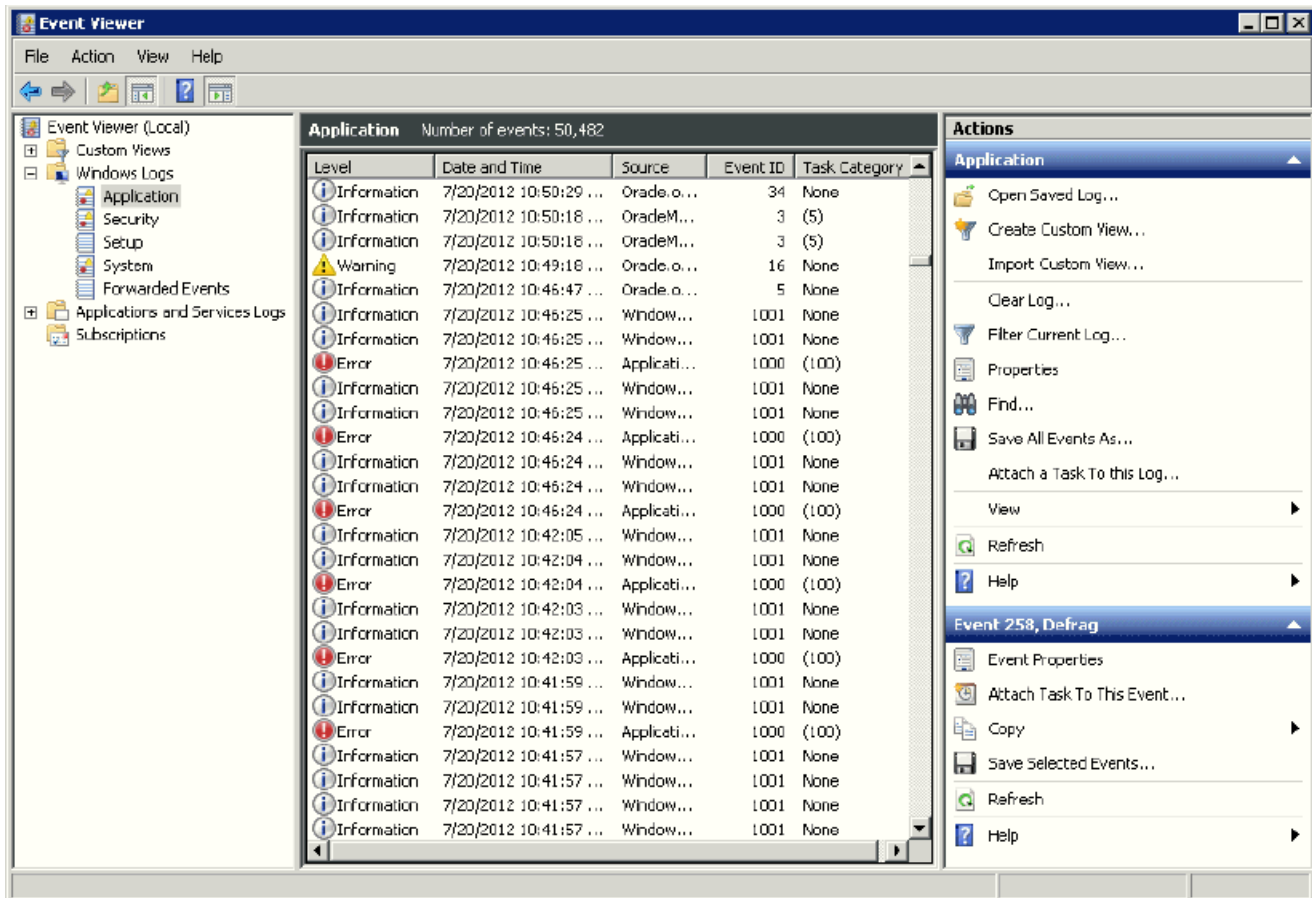 Event Viewer
File Action View Help
Event Viewer (Local)
Custom Views
Windows Logs
Application
Security
Setup
System
Forwarded Events
Applications and Services Logs
Subscriptions
Application Number of events: 50,482
Level Date and Time Source Event ID Task Category
Information 7/20/2012 10:50:29 ... Oracle.o... 34 None
Information 7/20/2012 10:50:18 ... OracleM... 3 (5)
Information 7/20/2012 10:50:18 ... OracleM... 3 (5)
Warning 7/20/2012 10:49:18 ... Oracle.o... 16 None
Information 7/20/2012 10:46:47 ... Oracle.o... 5 None
Information 7/20/2012 10:46:25 ... Window... 1001 None
Information 7/20/2012 10:46:25 ... Window... 1001 None
Error 7/20/2012 10:46:25 ... Applicati... 1000 (100)
Information 7/20/2012 10:46:25 ... Window... 1001 None
Information 7/20/2012 10:46:25 ... Window... 1001 None
Error 7/20/2012 10:46:24 ... Applicati... 1000 (100)
Information 7/20/2012 10:46:24 ... Window... 1001 None
Information 7/20/2012 10:46:24 ... Window... 1001 None
Error 7/20/2012 10:46:24 ... Applicati... 1000 (100)
Information 7/20/2012 10:42:05 ... Window... 1001 None
Information 7/20/2012 10:42:04 ... Window... 1001 None
Error 7/20/2012 10:42:04 ... Applicati... 1000 (100)
Information 7/20/2012 10:42:03 ... Window... 1001 None
Information 7/20/2012 10:42:03 ... Window... 1001 None
Error 7/20/2012 10:42:03 ... Applicati... 1000 (100)
Information 7/20/2012 10:41:59 ... Window... 1001 None
Information 7/20/2012 10:41:59 ... Window... 1001 None
Error 7/20/2012 10:41:59 ... Applicati... 1000 (100)
Information 7/20/2012 10:41:57 ... Window... 1001 None
Information 7/20/2012 10:41:57 ... Window... 1001 None
Information 7/20/2012 10:41:57 ... Window... 1001 None
Information 7/20/2012 10:41:57 ... Window... 1001 None
Actions
Application
Open Saved Log...
Create Custom View...
Import Custom View...
Clear Log...
Filter Current Log...
Properties
Find...
Save All Events As...
Attach a Task To this Log...
View
Refresh
Help
Event 258, Defrag
Event Properties
Attach Task To This Event...
Copy
Save Selected Events...
Refresh
Help